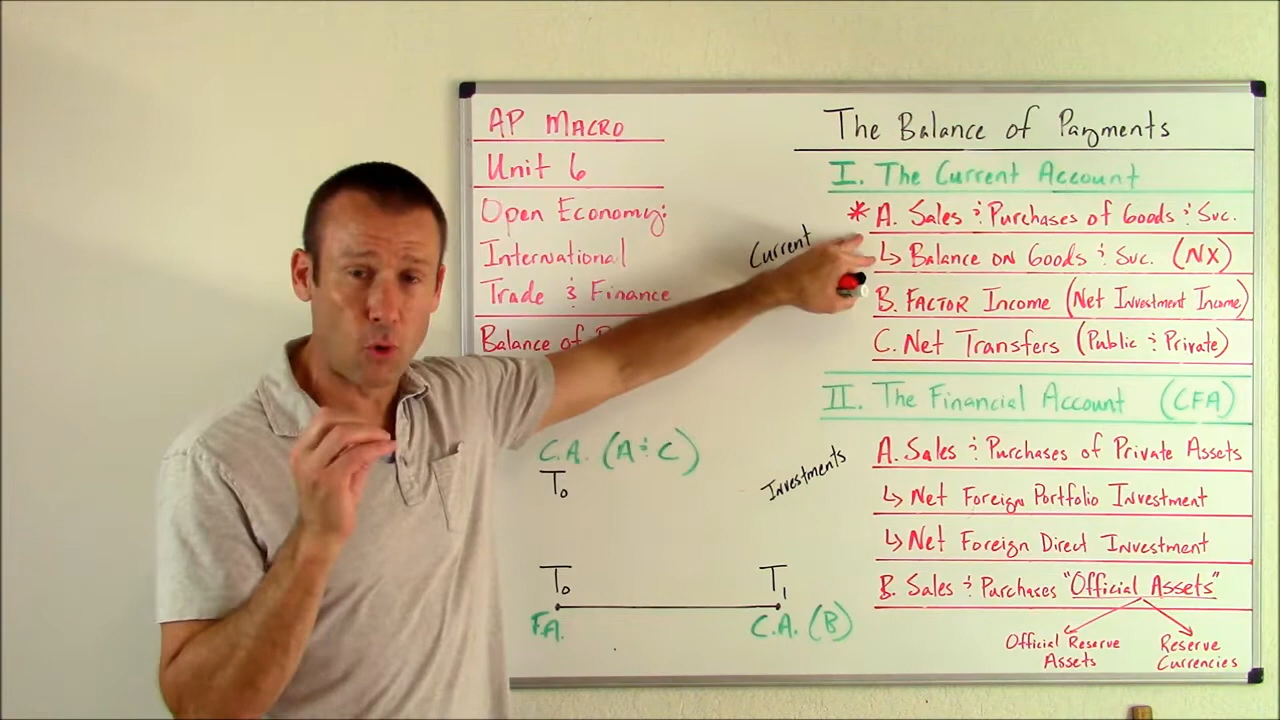 AP MACRO
Unit 6
Open Economy:
International
Trade & Finance
Balance of
C.A. (A & C)
T0
T0 T1
F.A. C.A. (B)
Current
Investments
The Balance of Payments
I. The Current Account
* A. Sales & Purchases of Goods & Svc.
↳ Balance on Goods & Svc. (NX)
B. FACTOR Income (Net Investment Income)
C. Net Transfers (Public & Private)
II. The Financial Account (CFA)
A. Sales & Purchases of Private Assets
↳ Net Foreign Portfolio Investment
↳ Net Foreign Direct Investment
B. Sales & Purchases "Official Assets"
Official Reserve Assets
Reserve Currencies